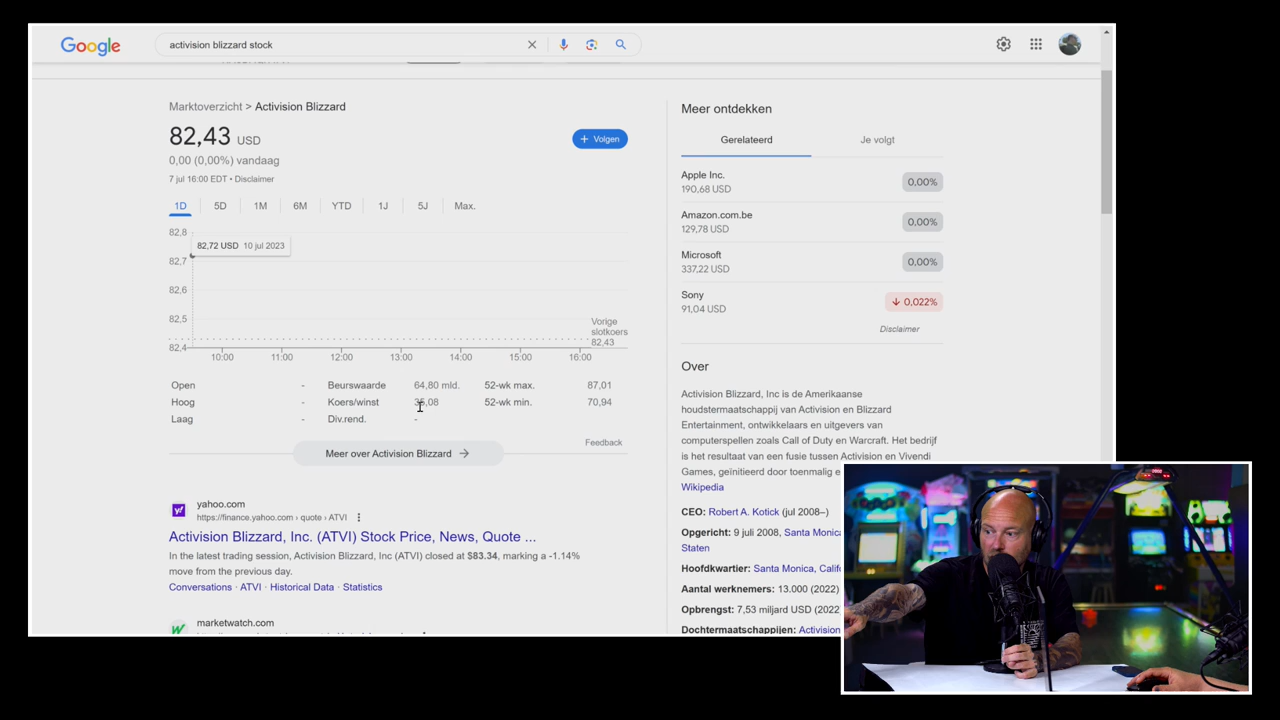 Google
activision blizzard stock
Marktoverzicht > Activision Blizzard
82,43 USD
+ Volgen
0,00 (0,00%) vandaag
7 jul 16:00 EDT • Disclaimer
1D 5D 1M 6M YTD 1J 5J Max.
82,8
82,72 USD 10 jul 2023
82,7
82,6
82,5
Vorige
slotkoers
82,43
82,4
10:00 11:00 12:00 13:00 14:00 15:00 16:00
Open - Beurswaarde 64,80 mld. 52-wk max. 87,01
Hoog - Koers/winst 52-wk min. 70,94
Laag - Div.rend. -
Feedback
Meer over Activision Blizzard →
yahoo.com
https://finance.yahoo.com › quote › ATVI
Activision Blizzard, Inc. (ATVI) Stock Price, News, Quote ...
In the latest trading session, Activision Blizzard, Inc (ATVI) closed at $83.34, marking a -1.14%
move from the previous day.
Conversations · ATVI · Historical Data · Statistics
marketwatch.com
Meer ontdekken
Gerelateerd Je volgt
Apple Inc. 0,00%
190,68 USD
Amazon.com.be 0,00%
129,78 USD
Microsoft 0,00%
337,22 USD
Sony ↓ 0,022%
91,04 USD
Disclaimer
Over
Activision Blizzard, Inc is de Amerikaanse
houdstermaatschappij van Activision en Blizzard
Entertainment, ontwikkelaars en uitgevers van
computerspellen zoals Call of Duty en Warcraft. Het bedrijf
is het resultaat van een fusie tussen Activision en Vivendi
Games, geïnitieerd door toenmalig e
Wikipedia
CEO: Robert A. Kotick (jul 2008–)
Opgericht: 9 juli 2008, Santa Monica
Staten
Hoofdkwartier: Santa Monica, Calif
Aantal werknemers: 13.000 (2022)
Opbrengst: 7,53 miljard USD (2022
Dochtermaatschappijen: Activision